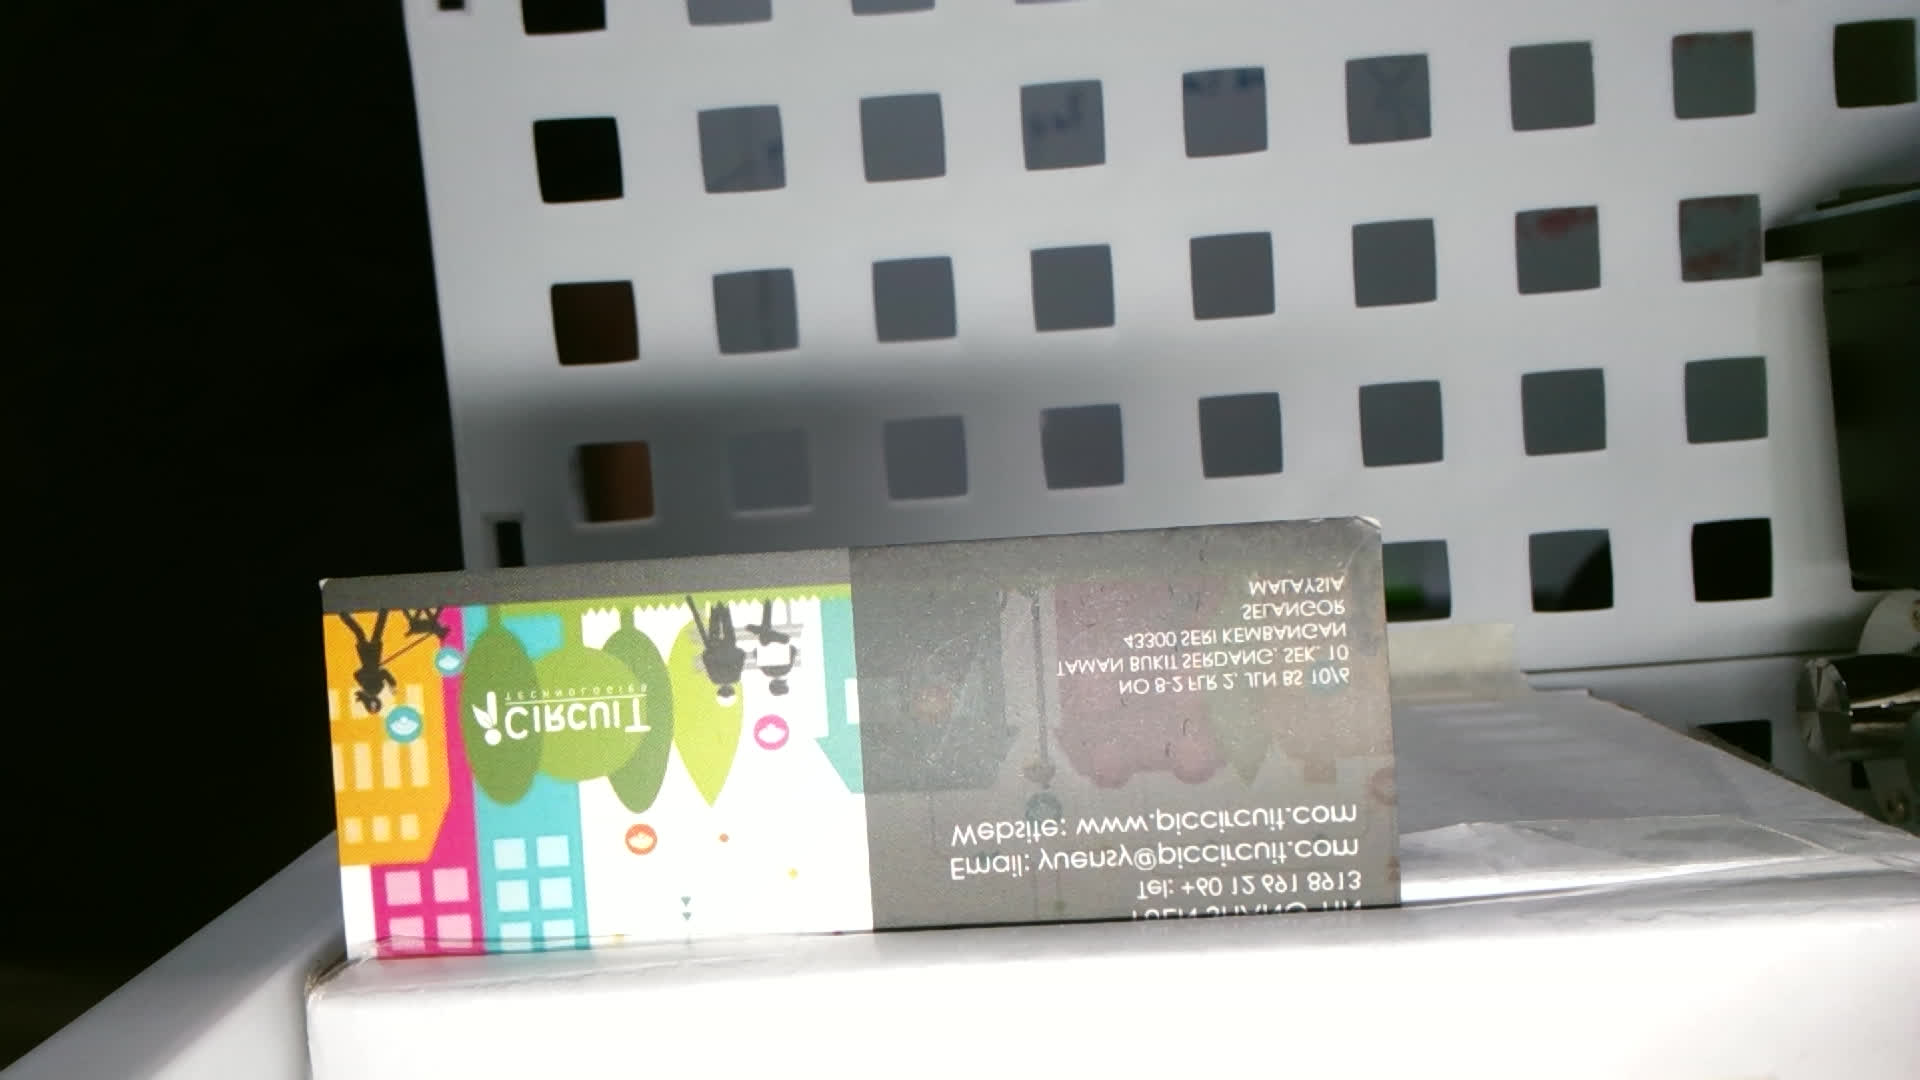 CIRCUIT
TECHNOLOGIES
Tel: +60 12 691 8913
Email: yuensy@piccircuit.com
Website: www.piccircuit.com
NO 8-2 FLR 2, JLN BS 10/6
TAMAN BUKIT SERDANG, SEK. 10
43300 SERI KEMBANGAN
SELANGOR
MALAYSIA